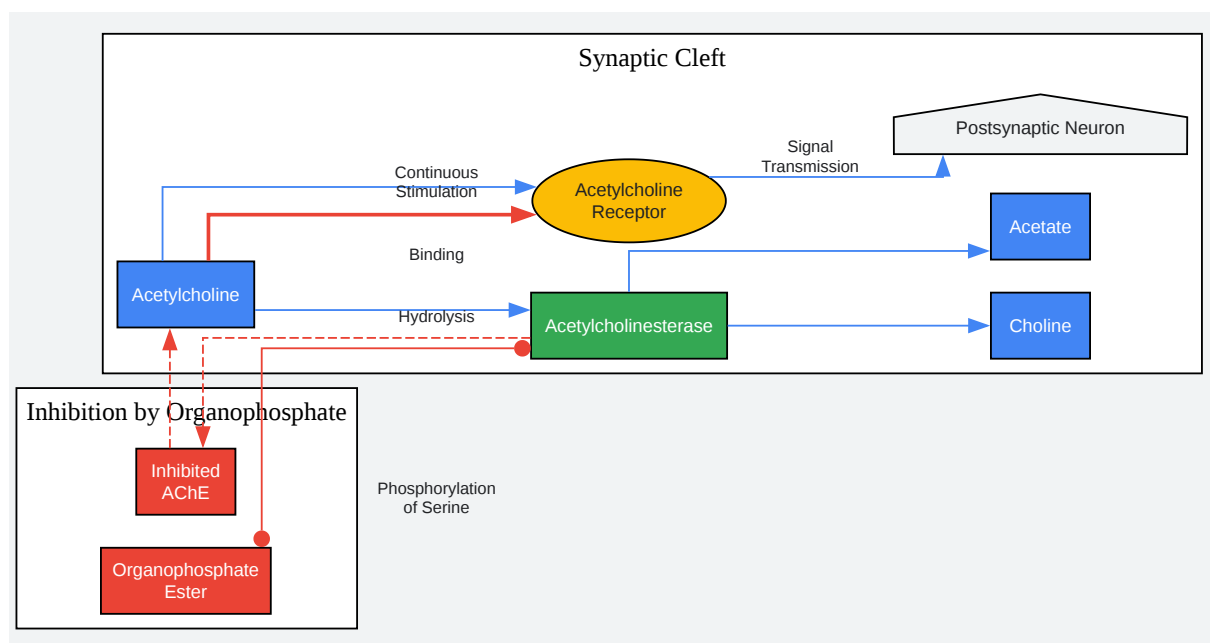 Synaptic Cleft
Postsynaptic Neuron
Signal
Transmission
Continuous
Stimulation
Acetylcholine
Receptor
Acetate
Binding
Acetylcholine
Hydrolysis
Acetylcholinesterase
Choline
Inhibition by Organophosphate
Inhibited
AChE
Phosphorylation
of Serine
Organophosphate
Ester